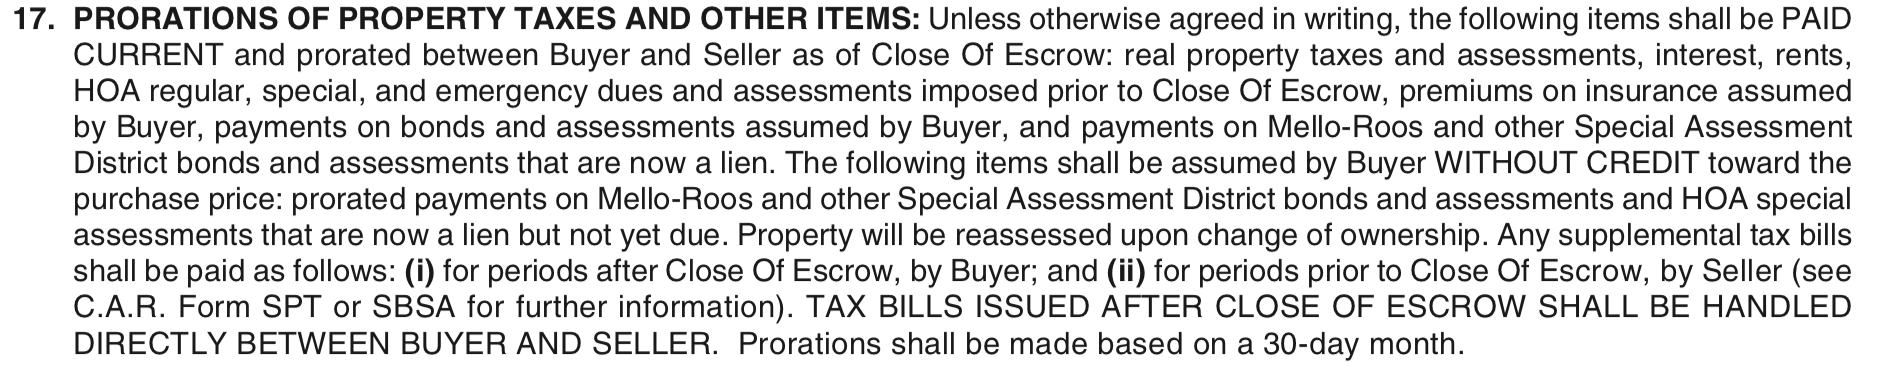 17. PRORATIONS OF PROPERTY TAXES AND OTHER ITEMS: Unless otherwise agreed in writing, the following items shall be PAID
CURRENT and prorated between Buyer and Seller as of Close Of Escrow: real property taxes and assessments, interest, rents,
HOA regular, special, and emergency dues and assessments imposed prior to Close Of Escrow, premiums on insurance assumed
by Buyer, payments on bonds and assessments assumed by Buyer, and payments on Mello-Roos and other Special Assessment
District bonds and assessments that are now a lien. The following items shall be assumed by Buyer WITHOUT CREDIT toward the
purchase price: prorated payments on Mello-Roos and other Special Assessment District bonds and assessments and HOA special
assessments that are now a lien but not yet due. Property will be reassessed upon change of ownership. Any supplemental tax bills
shall be paid as follows: (i) for periods after Close Of Escrow, by Buyer; and (ii) for periods prior to Close Of Escrow, by Seller (see
C.A.R. Form SPT or SBSA for further information). TAX BILLS ISSUED AFTER CLOSE OF ESCROW SHALL BE HANDLED
DIRECTLY BETWEEN BUYER AND SELLER. Prorations shall be made based on a 30-day month.